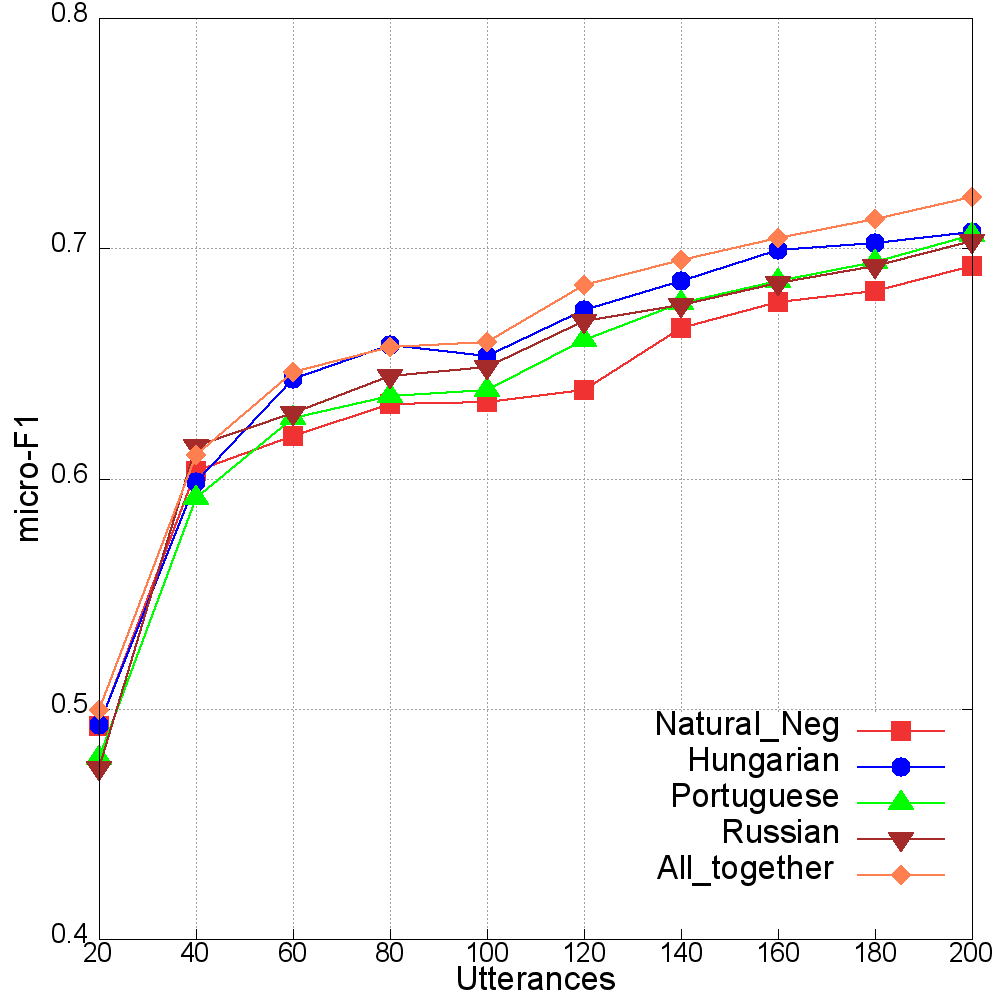 0.8
0.7
0.6
0.5
0.4
micro-F1
Natural_Neg
Hungarian
Portuguese
Russian
All_together
20 40 60 80 100 120 140 160 180 200
Utterances